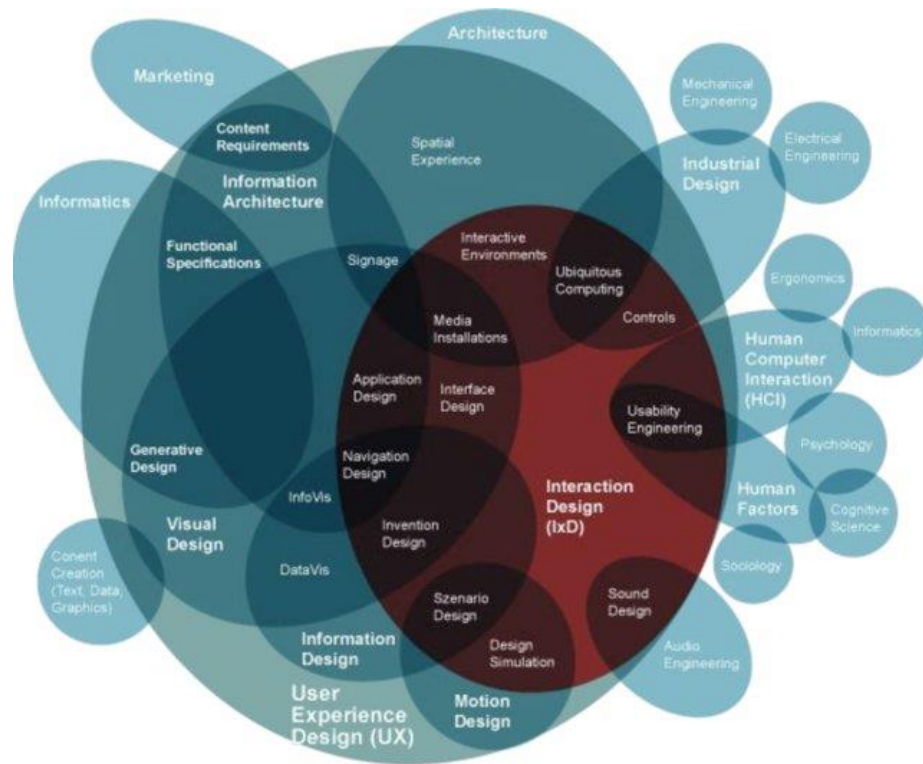 Architecture
Marketing
Mechanical
Engineering
Content
Requirements
Electrical
Engineering
Spatial
Experience
Industrial
Design
Information
Architecture
Informatics
Functional
Specifications
Signage
Interactive
Environments
Ubiquitous
Computing
Ergonomics
Controls
Media
Installations
Informatics
Human
Computer
Interaction
(HCI)
Application
Design
Interface
Design
Usability
Engineering
Psychology
Generative
Design
Navigation
Design
InfoVis
Interaction
Design
(IxD)
Human
Factors
Cognitive
Science
Visual
Design
Invention
Design
Conent
Creation
(Text, Data,
Graphics)
DataVis
Sociology
Szenario
Design
Sound
Design
Information
Design
Design
Simulation
Audio
Engineering
User
Experience
Design (UX)
Motion
Design